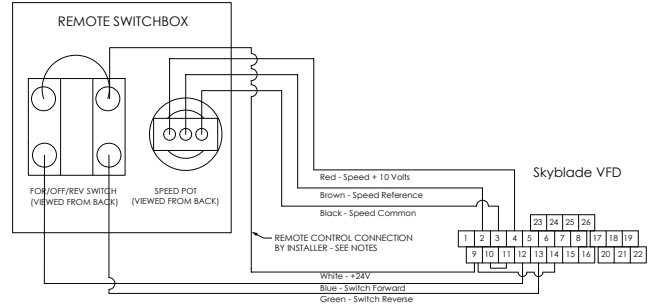 REMOTE SWITCHBOX
FOR/OFF/REV SWITCH
(VIEWED FROM BACK)
SPEED POT
(VIEWED FROM BACK)
Red - Speed + 10 Volts
Brown - Speed Reference
Black - Speed Common
Skyblade VFD
23 24 25 26
1 2 3 4 5 6 7 8 17 18 19
9 10 11 12 13 14 15 16 20 21 22
REMOTE CONTROL CONNECTION
BY INSTALLER - SEE NOTES
White - +24V
Blue - Switch Forward
Green - Switch Reverse